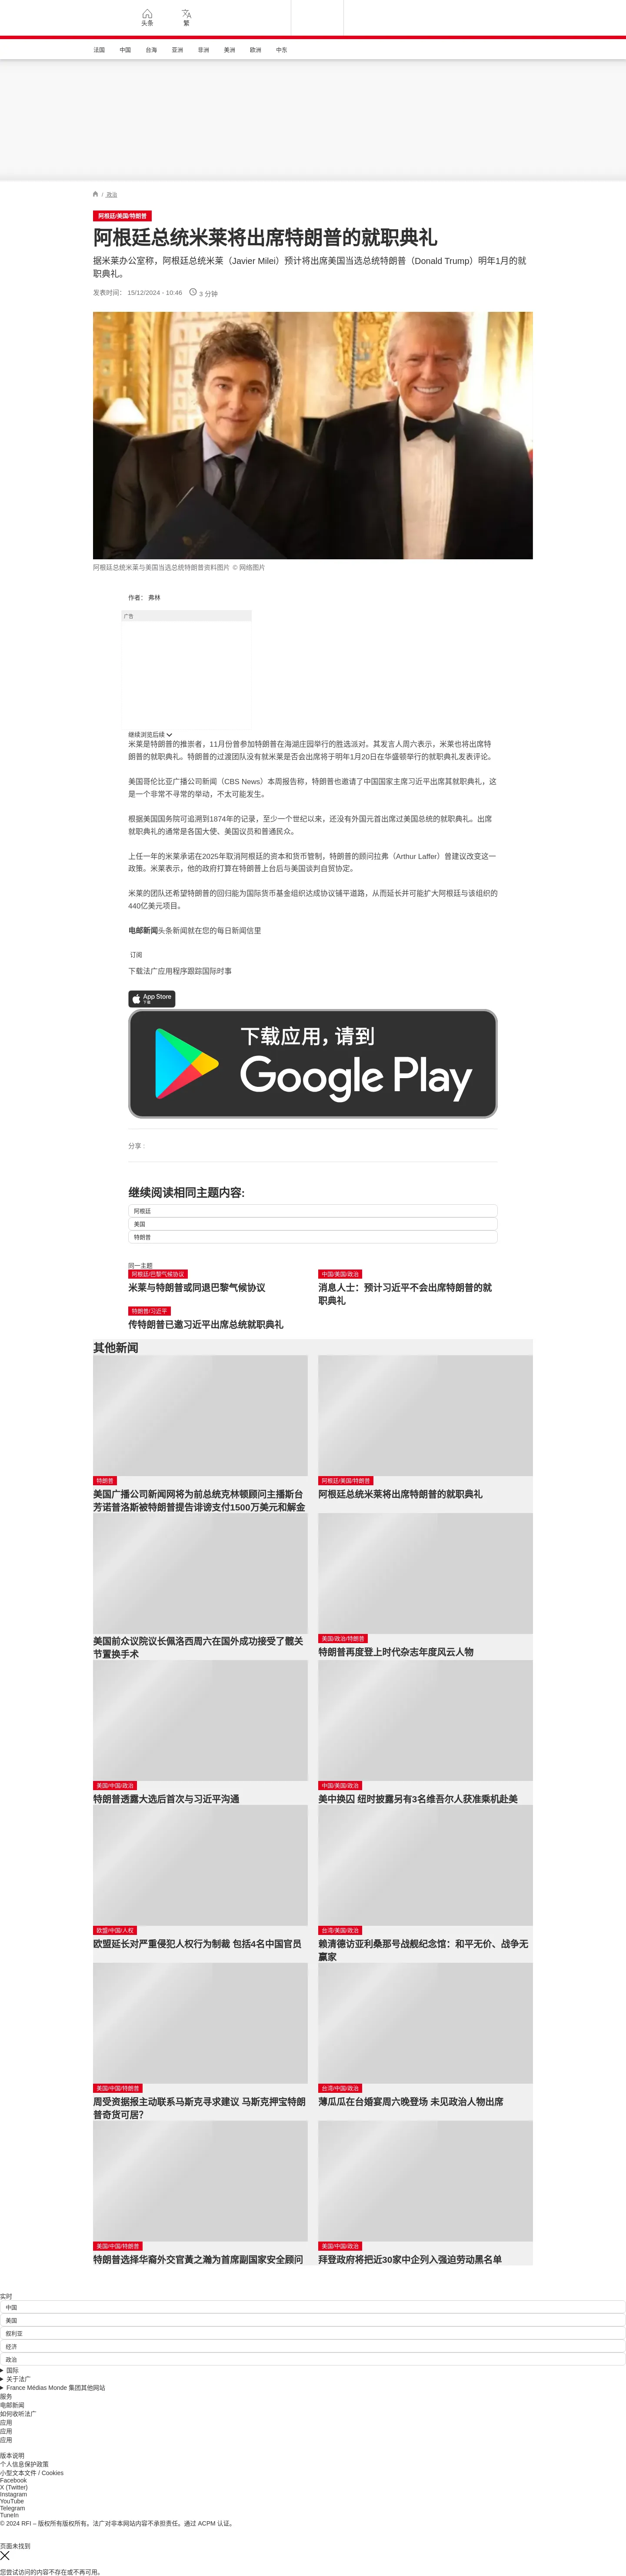 头条
繁
法国 中国 台海 亚洲 非洲 美洲 欧洲 中东
/ 政治
阿根廷/美国/特朗普
阿根廷总统米莱将出席特朗普的就职典礼
据米莱办公室称，阿根廷总统米莱（Javier Milei）预计将出席美国当选总统特朗普（Donald Trump）明年1月的就
职典礼。
发表时间： 15/12/2024 - 10:46 3 分钟
阿根廷总统米莱与美国当选总统特朗普资料图片 © 网络图片
作者： 弗林
广告
继续浏览后续
米莱是特朗普的推崇者，11月份曾参加特朗普在海湖庄园举行的胜选派对。其发言人周六表示，米莱也将出席特
朗普的就职典礼。特朗普的过渡团队没有就米莱是否会出席将于明年1月20日在华盛顿举行的就职典礼发表评论。
美国哥伦比亚广播公司新闻（CBS News）本周报告称，特朗普也邀请了中国国家主席习近平出席其就职典礼，这
是一个非常不寻常的举动，不太可能发生。
根据美国国务院可追溯到1874年的记录，至少一个世纪以来，还没有外国元首出席过美国总统的就职典礼。出席
就职典礼的通常是各国大使、美国议员和普通民众。
上任一年的米莱承诺在2025年取消阿根廷的资本和货币管制，特朗普的顾问拉弗（Arthur Laffer）曾建议改变这一
政策。米莱表示，他的政府打算在特朗普上台后与美国谈判自贸协定。
米莱的团队还希望特朗普的回归能为国际货币基金组织达成协议铺平道路，从而延长并可能扩大阿根廷与该组织的
440亿美元项目。
电邮新闻头条新闻就在您的每日新闻信里
订阅
下载法广应用程序跟踪国际时事
App Store
下载
下载应用，请到
Google Play
分享 :
继续阅读相同主题内容:
阿根廷
美国
特朗普
同一主题
阿根廷/巴黎气候协议
米莱与特朗普或同退巴黎气候协议
中国/美国/政治
消息人士：预计习近平不会出席特朗普的就
职典礼
特朗普/习近平
传特朗普已邀习近平出席总统就职典礼
其他新闻
特朗普
美国广播公司新闻网将为前总统克林顿顾问主播斯台
芳诺普洛斯被特朗普提告诽谤支付1500万美元和解金
阿根廷/美国/特朗普
阿根廷总统米莱将出席特朗普的就职典礼
美国前众议院议长佩洛西周六在国外成功接受了髋关
节置换手术
美国/政治/特朗普
特朗普再度登上时代杂志年度风云人物
美国/中国/政治
特朗普透露大选后首次与习近平沟通
中国/美国/政治
美中换囚 纽时披露另有3名维吾尔人获准乘机赴美
欧盟/中国/人权
欧盟延长对严重侵犯人权行为制裁 包括4名中国官员
台湾/美国/政治
赖清德访亚利桑那号战舰纪念馆：和平无价、战争无
赢家
美国/中国/特朗普
周受资据报主动联系马斯克寻求建议 马斯克押宝特朗
普奇货可居？
台湾/中国/政治
薄瓜瓜在台婚宴周六晚登场 未见政治人物出席
美国/中国/特朗普
特朗普选择华裔外交官黃之瀚为首席副国家安全顾问
美国/中国/政治
拜登政府将把近30家中企列入强迫劳动黑名单
实时
中国
美国
叙利亚
经济
政治
国际
关于法广
France Médias Monde 集团其他网站
服务
电邮新闻
如何收听法广
应用
应用
应用
版本说明
个人信息保护政策
小型文本文件 / Cookies
Facebook
X (Twitter)
Instagram
YouTube
Telegram
TuneIn
© 2024 RFI – 版权所有版权所有。法广对非本网站内容不承担责任。通过 ACPM 认证。
页面未找到
您尝试访问的内容不存在或不再可用。